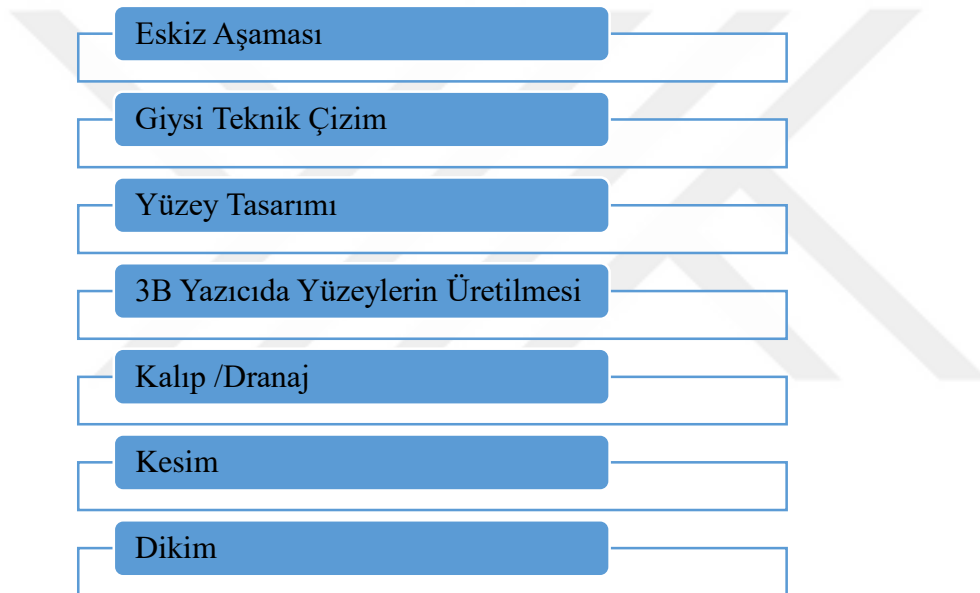 Eskiz Aşaması
Giysi Teknik Çizim
Yüzey Tasarımı
3B Yazıcıda Yüzeylerin Üretilmesi
Kalıp /Dranaj
Kesim
Dikim